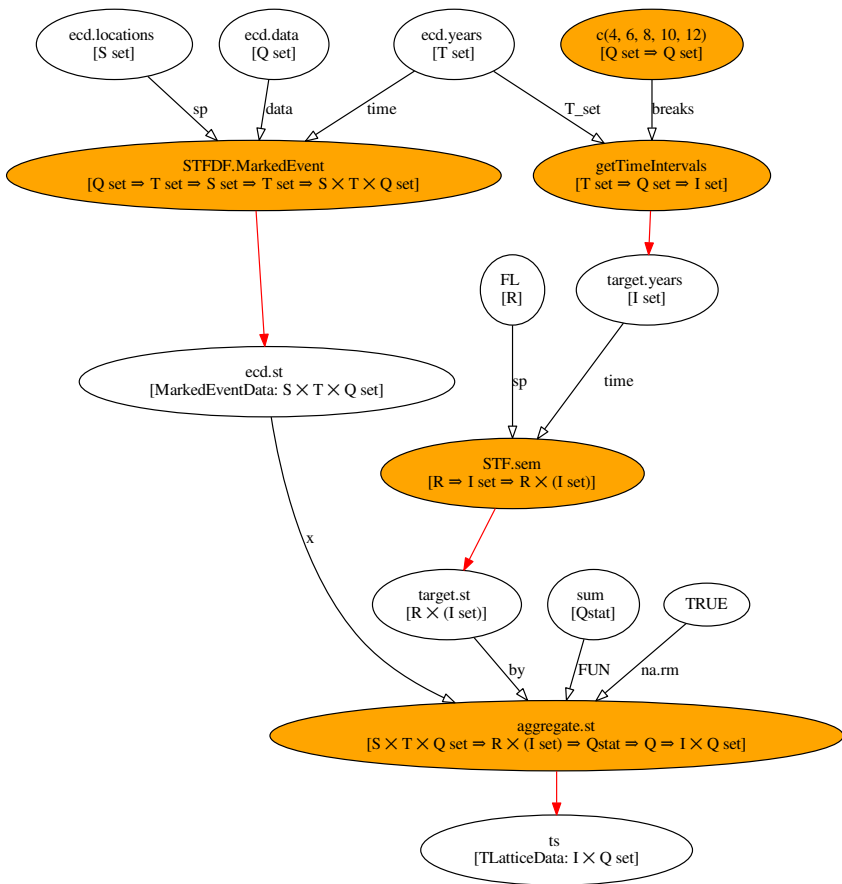 ecd.locations
[S set]
ecd.data
[Q set]
ecd.years
[T set]
c(4, 6, 8, 10, 12)
[Q set ⇒ Q set]
sp
data
time
T_set
breaks
STFDF.MarkedEvent
[Q set ⇒ T set ⇒ S set ⇒ T set ⇒ S × T × Q set]
getTimeIntervals
[T set ⇒ Q set ⇒ I set]
FL
[R]
target.years
[I set]
ecd.st
[MarkedEventData: S × T × Q set]
sp
time
STF.sem
[R ⇒ I set ⇒ R × (I set)]
x
target.st
[R × (I set)]
sum
[Qstat]
TRUE
by
FUN
na.rm
aggregate.st
[S × T × Q set ⇒ R × (I set) ⇒ Qstat ⇒ Q ⇒ I × Q set]
ts
[TLatticeData: I × Q set]